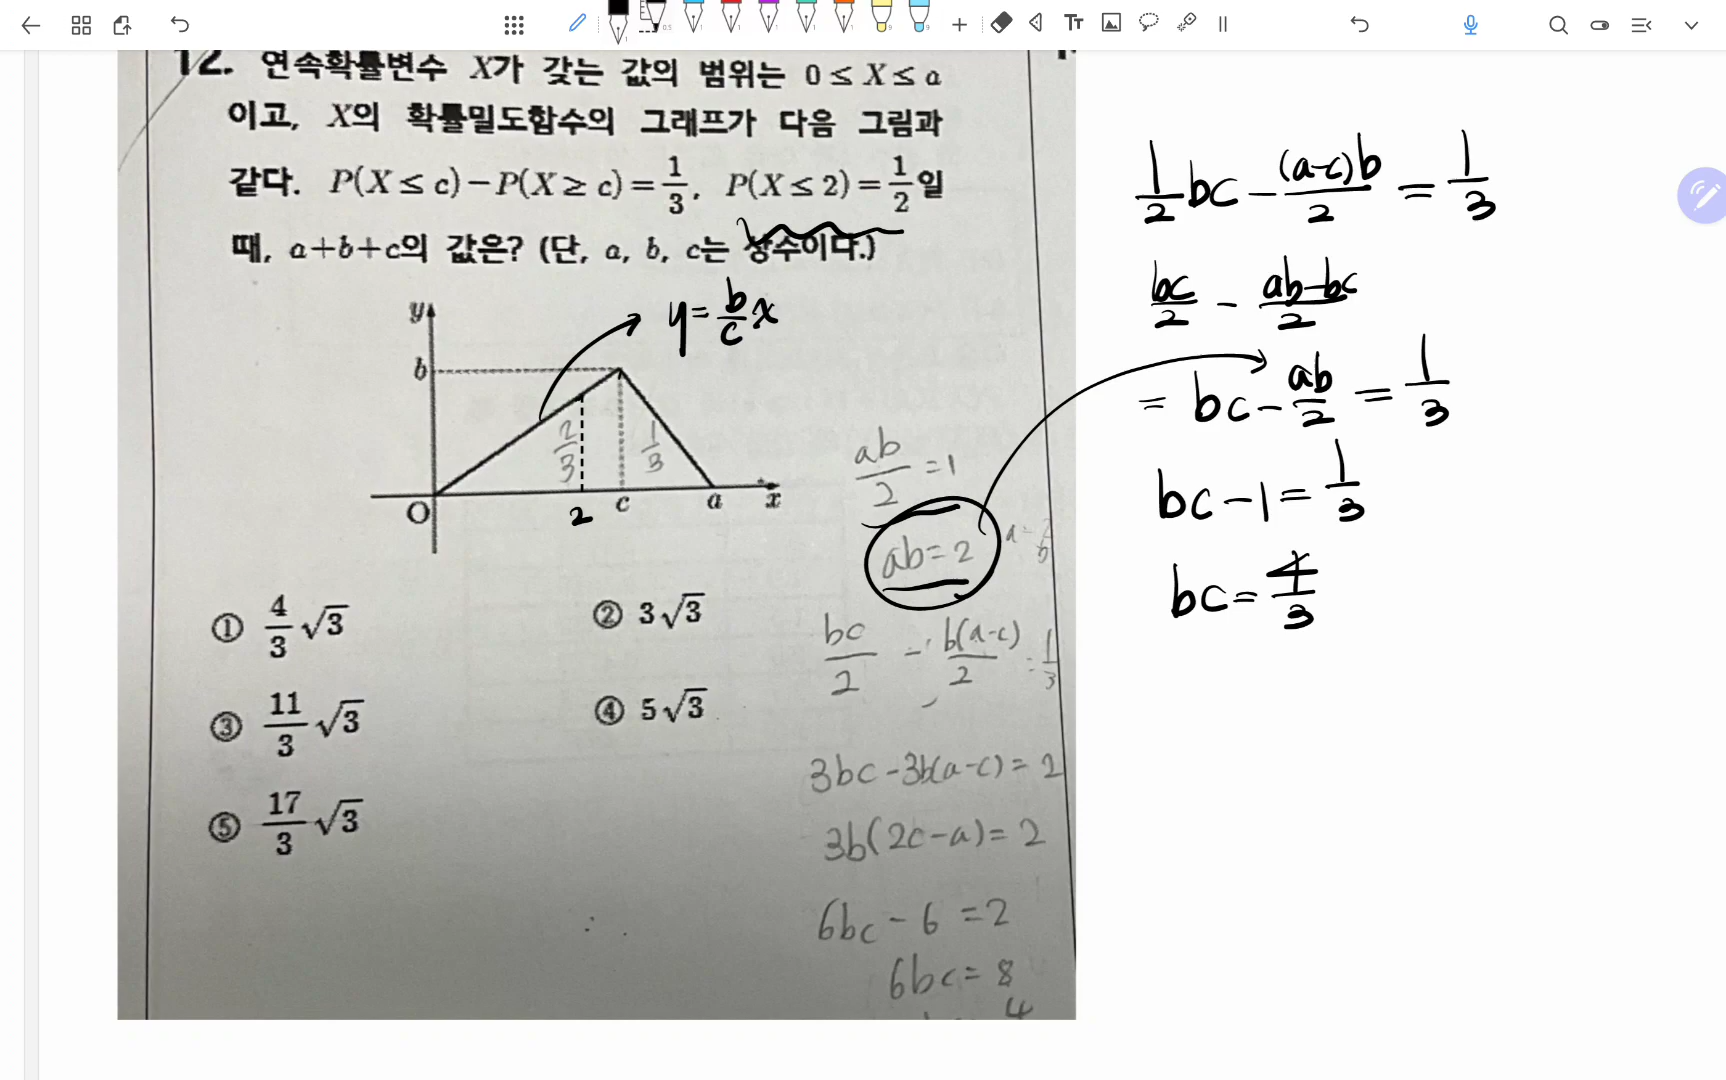 12. 연속확률변수 X가 갖는 값의 범위는 0 ≤ X ≤ a
이고, X의 확률밀도함수의 그래프가 다음 그림과
같다. P(X ≤ c) − P(X ≥ c) = 1/3, P(X ≤ 2) = 1/2일
때, a+b+c의 값은? (단, a, b, c는 상수이다.)
y = b/c x
y
b
2/3
1/3
O
2
c
a
x
① 4/3 √3
② 3√3
③ 11/3 √3
④ 5√3
⑤ 17/3 √3
ab/2 = 1
ab = 2
bc/2 − b(a-c)/2 = 1/3
3bc - 3b(a-c) = 2
3b(2c-a) = 2
6bc - 6 = 2
6bc = 8
4
1/2 bc − (a-c)b/2 = 1/3
bc/2 − ab-bc/2
= bc − ab/2 = 1/3
bc − 1 = 1/3
bc = 4/3